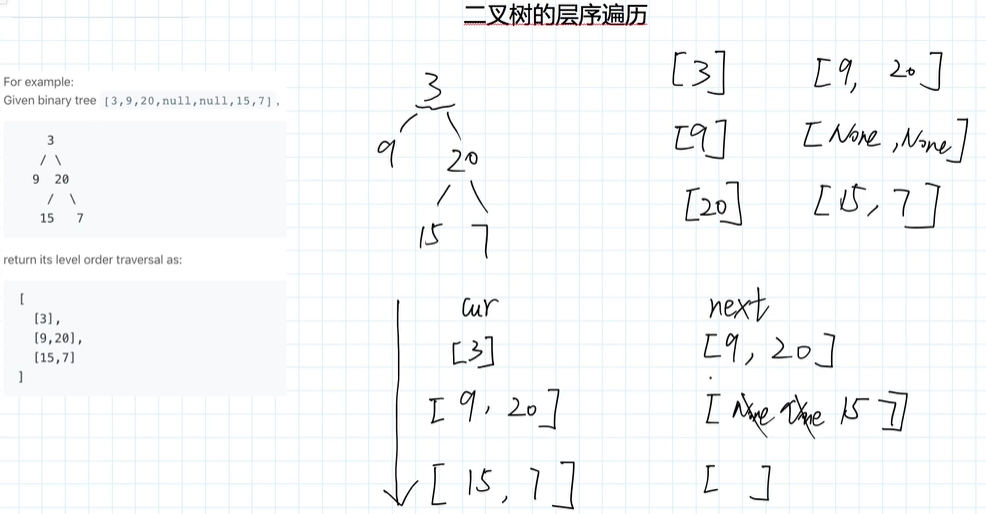 二叉树的层序遍历
For example:
Given binary tree [3,9,20,null,null,15,7],
3
/ \
9 20
/ \
15 7
return its level order traversal as:
[
[3],
[9,20],
[15,7]
]
3
9 20
15 7
[3] [9, 20]
[9] [None, None]
[20] [15, 7]
cur next
[3] [9, 20]
[9, 20] [None None 15 7]
[15, 7] [ ]